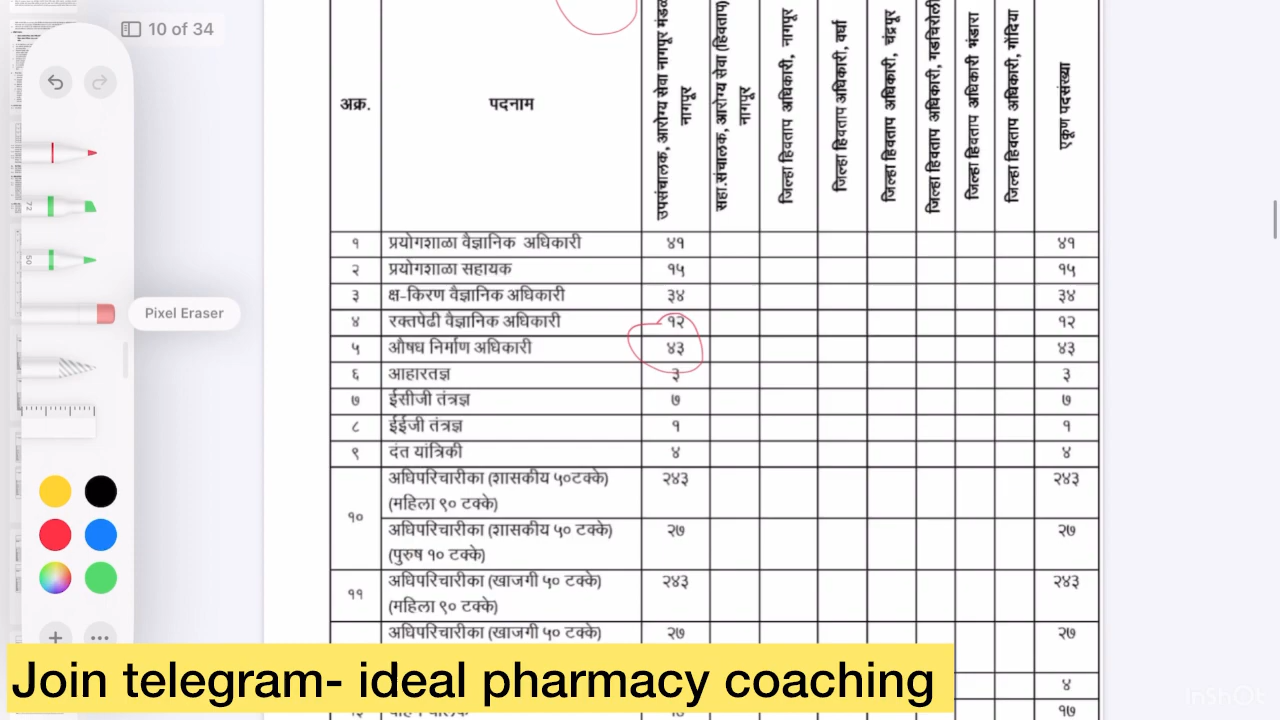 10 of 34
Pixel Eraser
72
50
अक्र.
पदनाम
उपसंचालक, आरोग्य सेवा नागपूर मंडळ
नागपूर
सहा.संचालक, आरोग्य सेवा (हिवताप)
नागपूर
जिल्हा हिवताप अधिकारी, नागपूर
जिल्हा हिवताप अधिकारी, वर्धा
जिल्हा हिवताप अधिकारी, चंद्रपूर
जिल्हा हिवताप अधिकारी, गडचिरोली
जिल्हा हिवताप अधिकारी भंडारा
जिल्हा हिवताप अधिकारी, गोंदिया
एकूण पदसंख्या
१ प्रयोगशाळा वैज्ञानिक अधिकारी ४१ ४१
२ प्रयोगशाळा सहायक १५ १५
३ क्ष-किरण वैज्ञानिक अधिकारी ३४ ३४
४ रक्तपेढी वैज्ञानिक अधिकारी १२ १२
५ औषध निर्माण अधिकारी ४३ ४३
६ आहारतज्ञ ३ ३
७ ईसीजी तंत्रज्ञ ७ ७
८ ईईजी तंत्रज्ञ १ १
९ दंत यांत्रिकी ४ ४
१० अधिपरिचारीका (शासकीय ५०टक्के) २४३ २४३
(महिला ९० टक्के)
अधिपरिचारीका (शासकीय ५० टक्के) २७ २७
(पुरुष १० टक्के)
११ अधिपरिचारीका (खाजगी ५० टक्के) २४३ २४३
(महिला ९० टक्के)
अधिपरिचारीका (खाजगी ५० टक्के) २७ २७
४
१७
Join telegram- ideal pharmacy coaching
InShOt